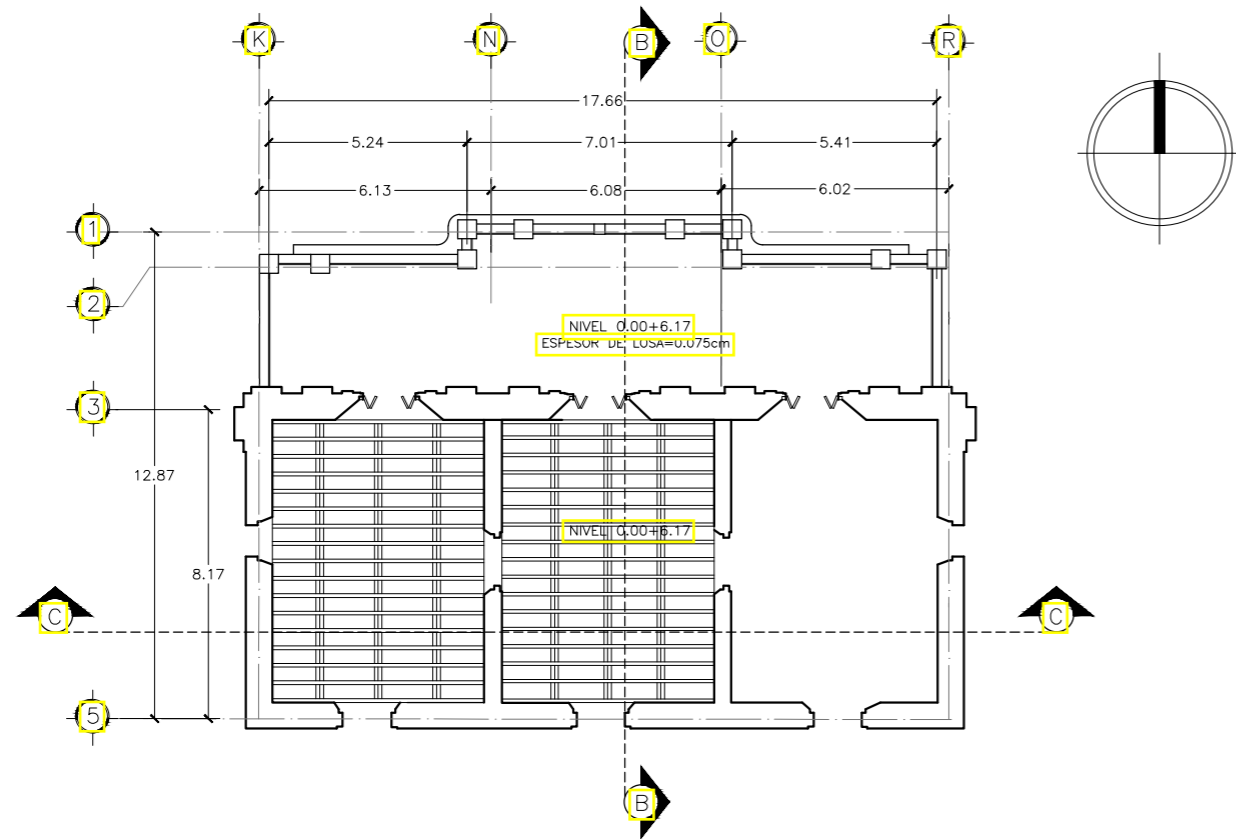 K N B O R
17.66
5.24 7.01 5.41
6.13 6.08 6.02
1
2
NIVEL 0.00+6.17
ESPESOR DE LOSA=0.075cm
3
12.87
NIVEL 0.00+6.17
8.17
C C
5
B